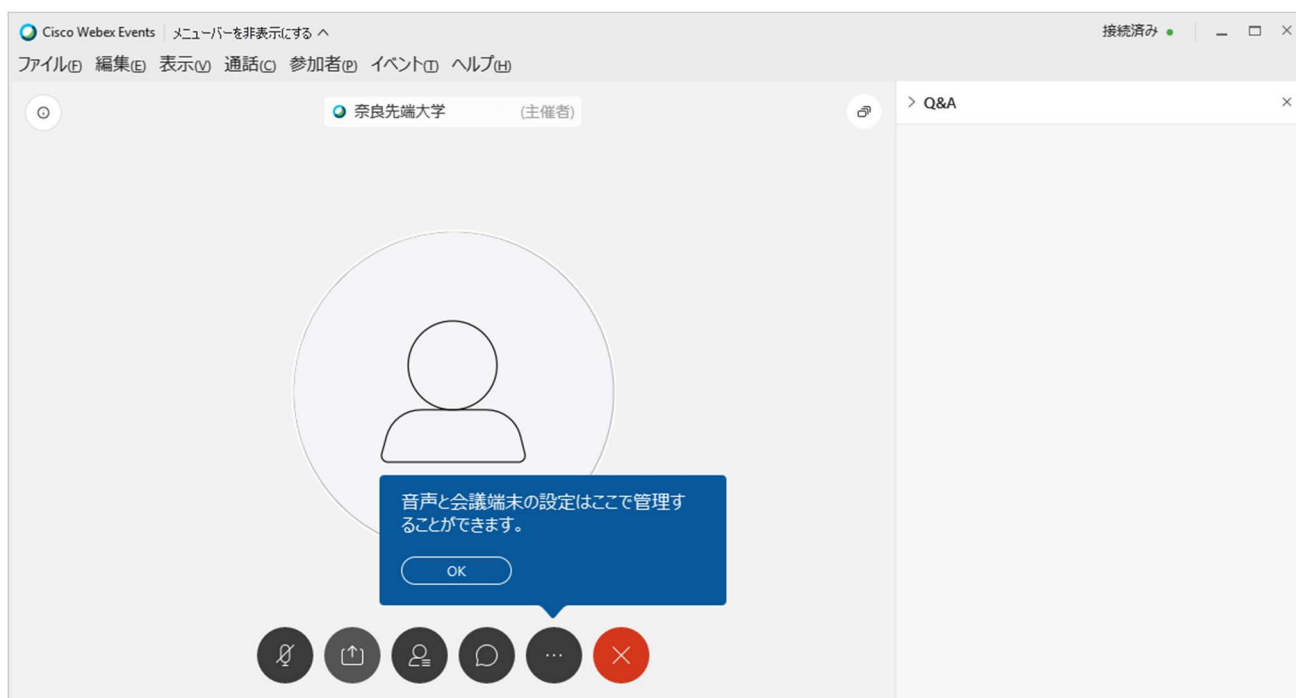 Cisco Webex Events メニューバーを非表示にする ヘ 接続済み
ファイル(F) 編集(E) 表示(V) 通話(C) 参加者(P) イベント(T) ヘルプ(H)
奈良先端大学 (主催者)
Q&A
音声と会議端末の設定はここで管理す
ることができます。
OK